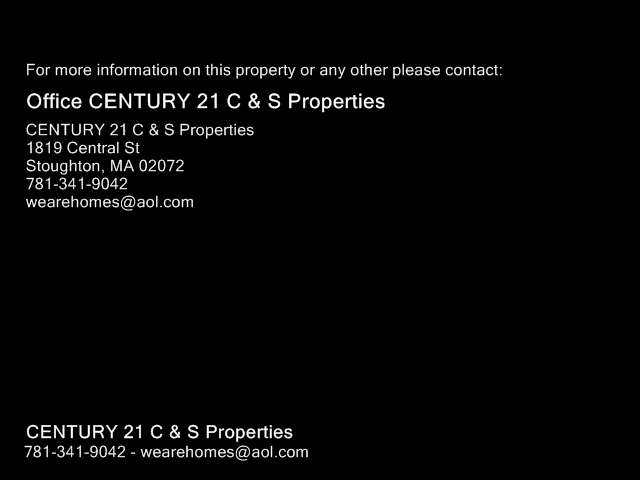 For more information on this property or any other please contact:
Office CENTURY 21 C & S Properties
CENTURY 21 C & S Properties
1819 Central St
Stoughton, MA 02072
781-341-9042
wearehomes@aol.com
CENTURY 21 C & S Properties
781-341-9042 - wearehomes@aol.com